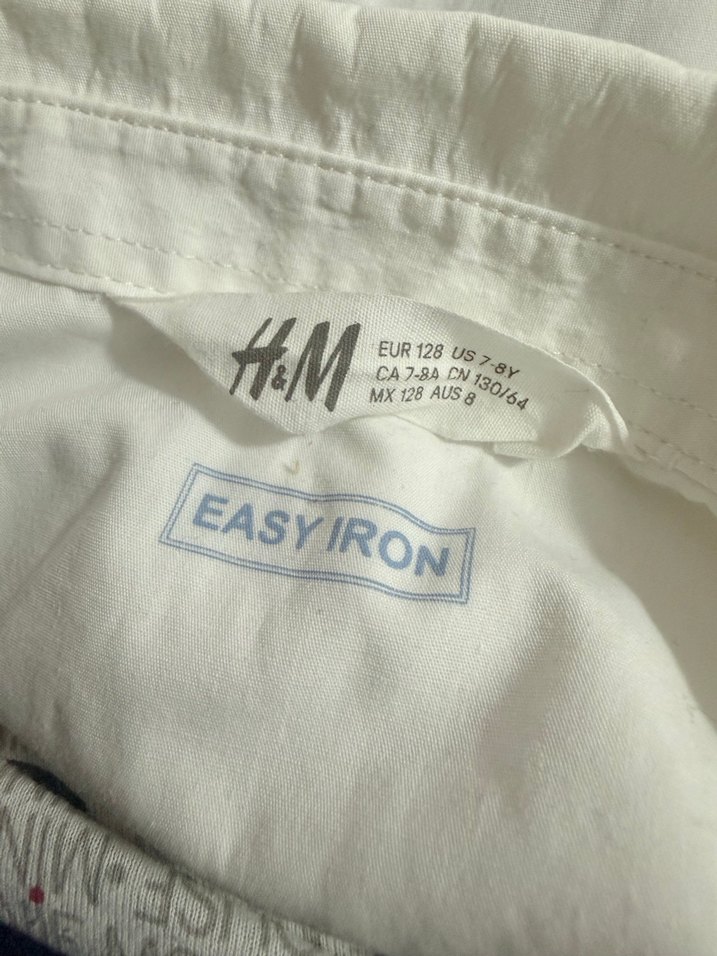 H&M
EUR 128 US 7-8Y
CA 7-8A CN 130/64
MX 128 AUS 8
EASY IRON